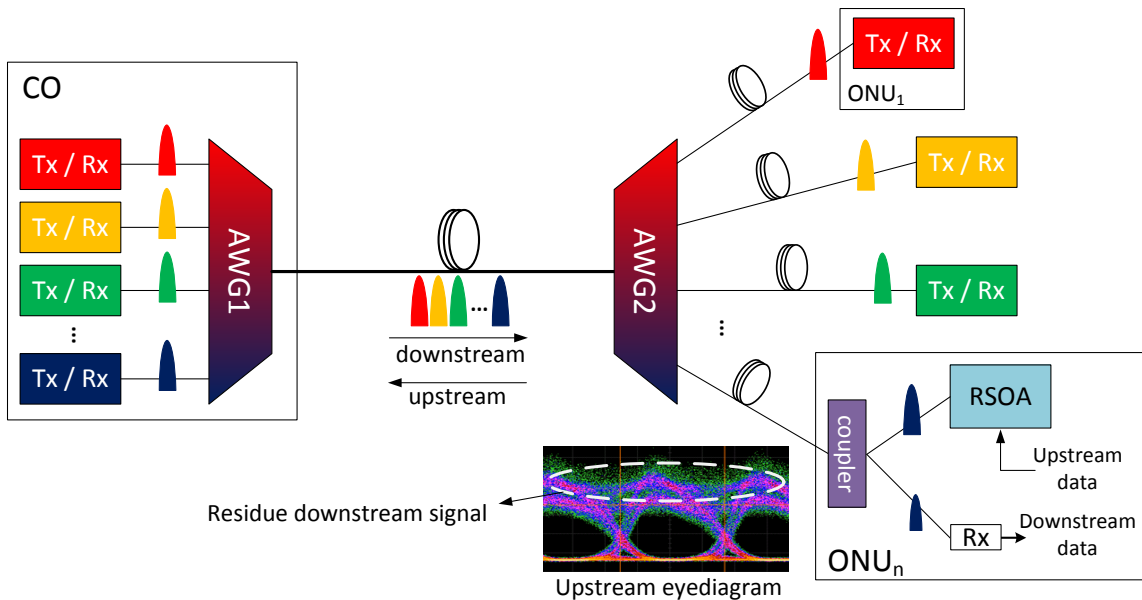 CO
Tx / Rx
Tx / Rx
Tx / Rx
...
Tx / Rx
AWG1
...
downstream
upstream
AWG2
...
Tx / Rx
ONU1
Tx / Rx
Tx / Rx
coupler
RSOA
Upstream
data
Rx
Downstream
data
ONUn
Residue downstream signal
Upstream eyediagram